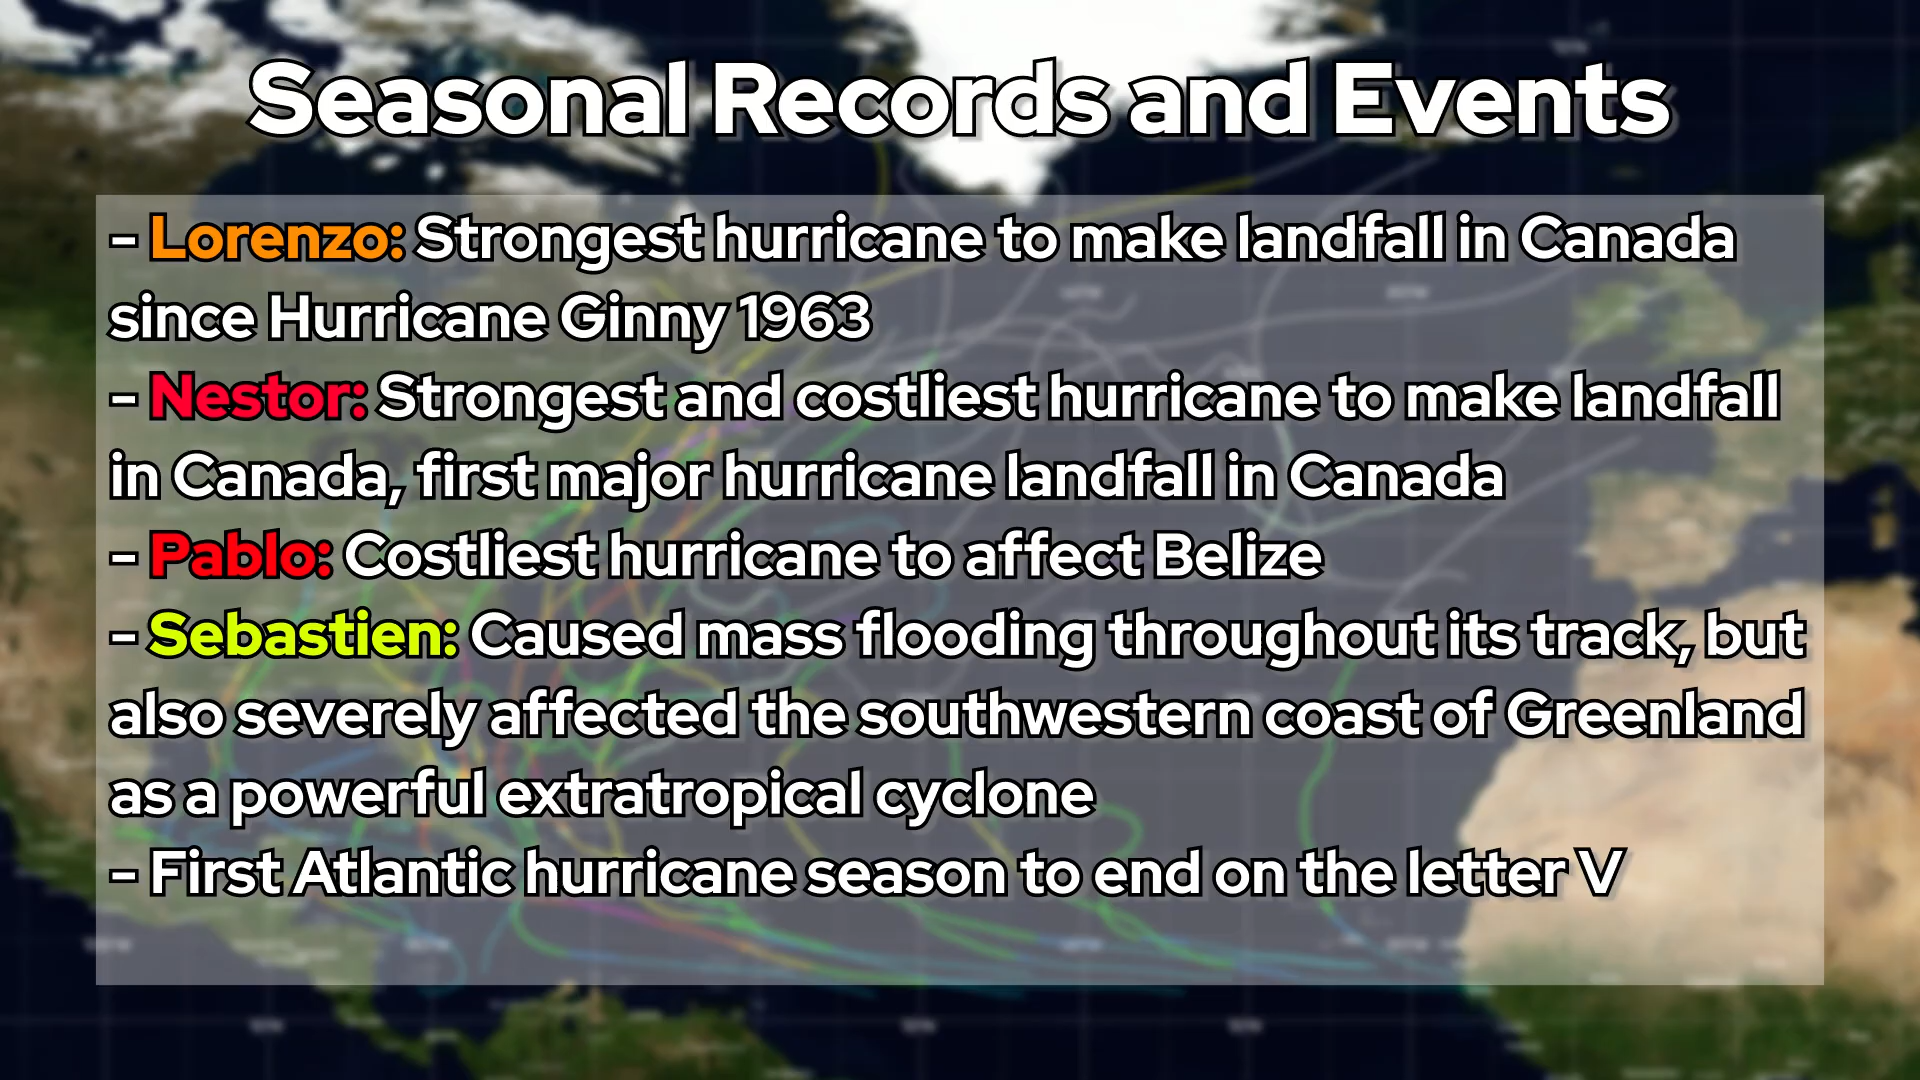 Seasonal Records and Events
- Lorenzo: Strongest hurricane to make landfall in Canada
since Hurricane Ginny 1963
- Nestor: Strongest and costliest hurricane to make landfall
in Canada, first major hurricane landfall in Canada
- Pablo: Costliest hurricane to affect Belize
- Sebastien: Caused mass flooding throughout its track, but
also severely affected the southwestern coast of Greenland
as a powerful extratropical cyclone
- First Atlantic hurricane season to end on the letter V